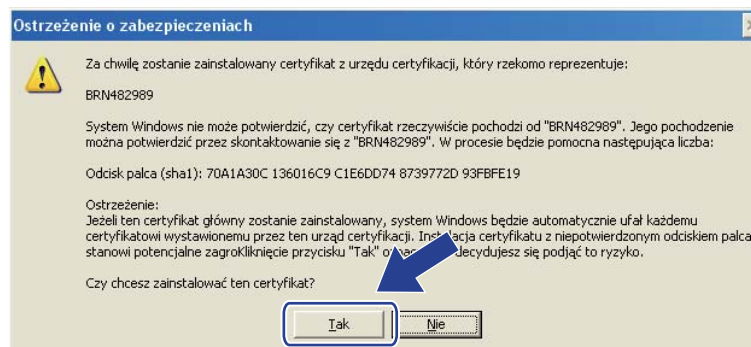 Ostrzeżenie o zabezpieczeniach
Za chwilę zostanie zainstalowany certyfikat z urzędu certyfikacji, który rzekomo reprezentuje:
BRN482989
System Windows nie może potwierdzić, czy certyfikat rzeczywiście pochodzi od "BRN482989". Jego pochodzenie
można potwierdzić przez skontaktowanie się z "BRN482989". W procesie będzie pomocna następująca liczba:
Odcisk palca (sha1): 70A1A30C 136016C9 C1E6DD74 8739772D 93FBFE19
Ostrzeżenie:
Jeżeli ten certyfikat główny zostanie zainstalowany, system Windows będzie automatycznie ufał każdemu
certyfikatowi wystawionemu przez ten urząd certyfikacji. Instalacja certyfikatu z niepotwierdzonym odciskiem palca
stanowi potencjalne zagroKliknięcie przycisku "Tak" decydujesz się podjąć to ryzyko.
Czy chcesz zainstalować ten certyfikat?
Tak Nie